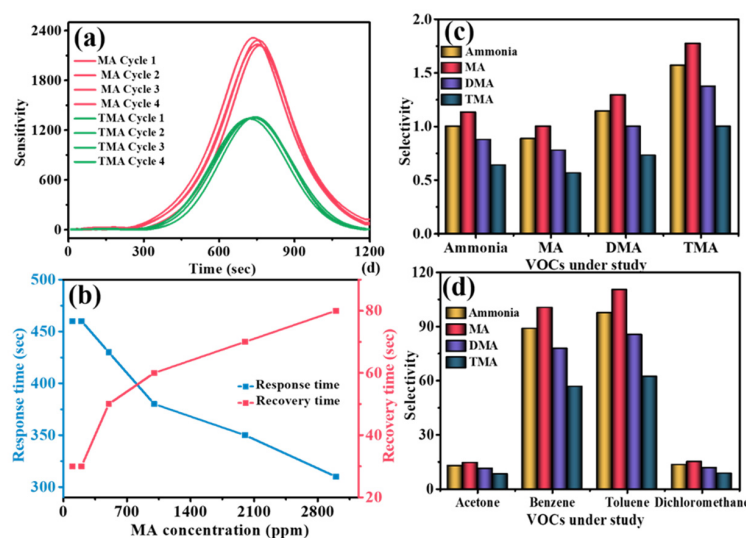 (a)
MA Cycle 1
MA Cycle 2
MA Cycle 3
MA Cycle 4
TMA Cycle 1
TMA Cycle 2
TMA Cycle 3
TMA Cycle 4
Sensitivity
2400
1800
1200
600
0
0 300 600 900 1200
Time (sec)
(d)
(b)
Response time (sec)
500
450
400
350
300
Response time
Recovery time
80
60
40
20
Recovery time (sec)
0 700 1400 2100 2800
MA concentration (ppm)
(c)
Ammonia
MA
DMA
TMA
Selectivity
2.0
1.5
1.0
0.5
0.0
Ammonia MA DMA TMA
VOCs under study
(d)
Ammonia
MA
DMA
TMA
Selectivity
120
90
60
30
0
Acetone Benzene Toluene Dichloromethane
VOCs under study